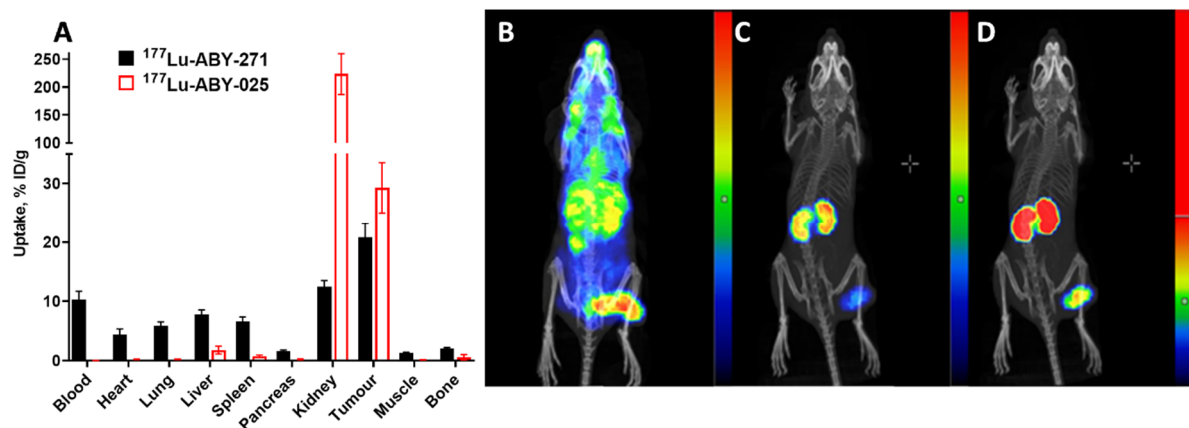 A
177Lu-ABY-271
177Lu-ABY-025
Uptake, % ID/g
250
200
150
100
30
20
10
0
Blood
Heart
Lung
Liver
Spleen
Pancreas
Kidney
Tumour
Muscle
Bone
B
C
D